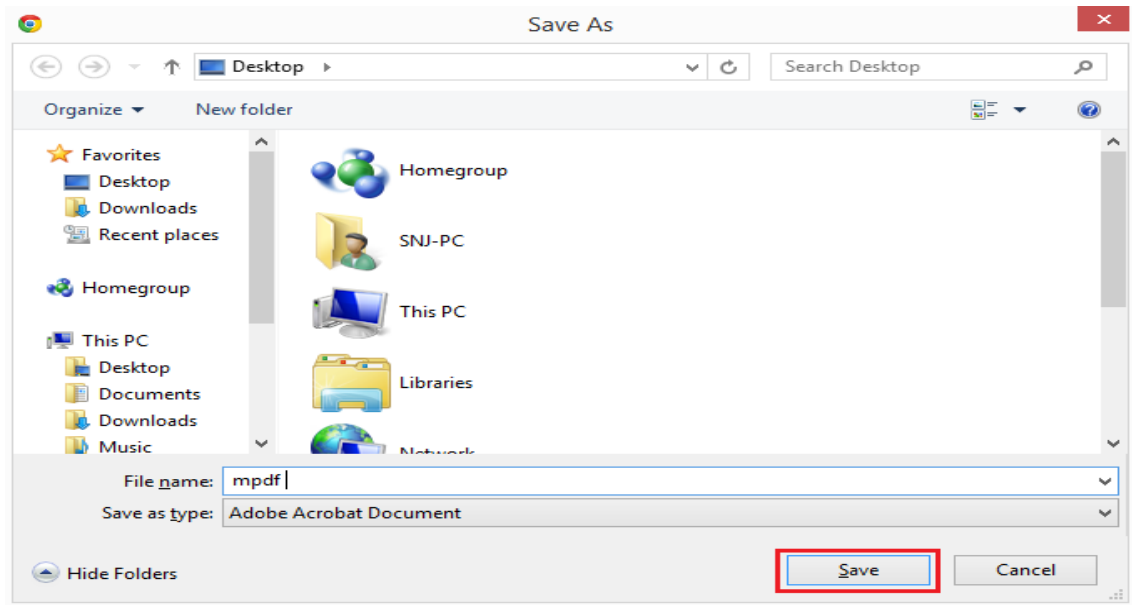 Save As
Desktop
Search Desktop
Organize
New folder
Favorites
Desktop
Downloads
Recent places
Homegroup
This PC
Desktop
Documents
Downloads
Music
Homegroup
SNJ-PC
This PC
Libraries
Network
File name: mpdf
Save as type: Adobe Acrobat Document
Hide Folders
Save
Cancel